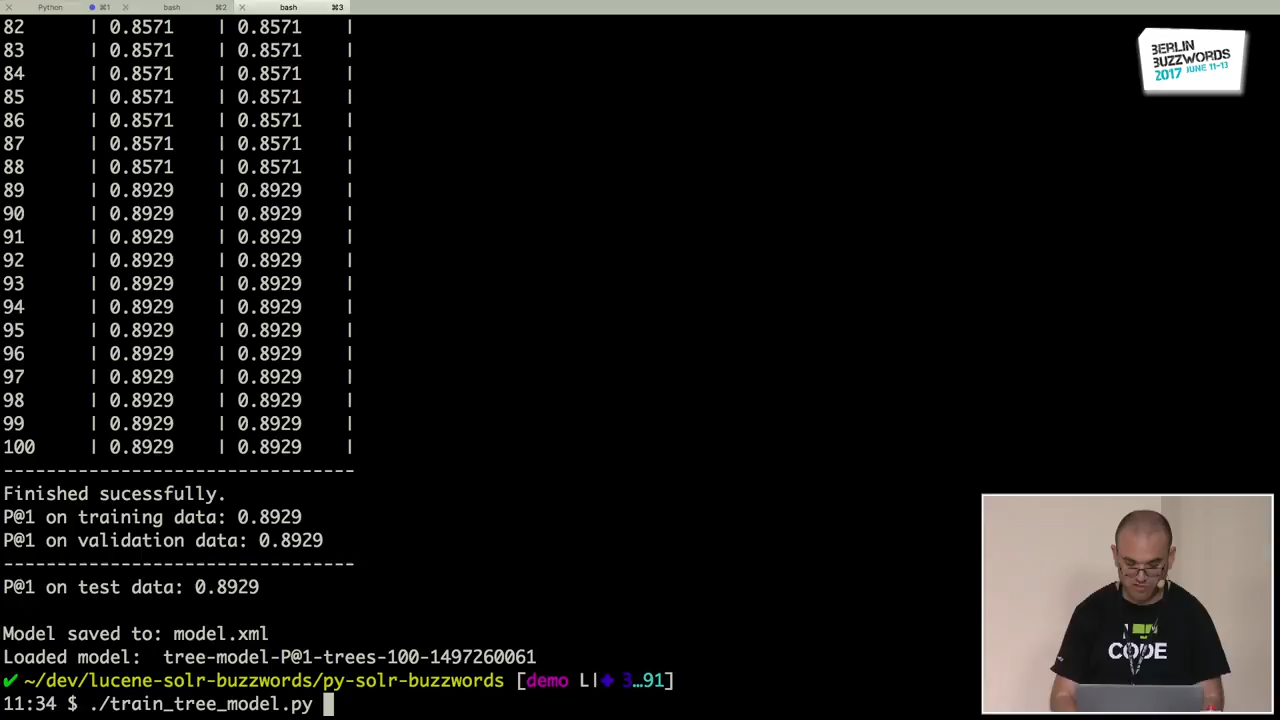 Python ⌘1 bash ⌘2 bash ⌘3
82 | 0.8571 | 0.8571 |
83 | 0.8571 | 0.8571 |
84 | 0.8571 | 0.8571 |
85 | 0.8571 | 0.8571 |
86 | 0.8571 | 0.8571 |
87 | 0.8571 | 0.8571 |
88 | 0.8571 | 0.8571 |
89 | 0.8929 | 0.8929 |
90 | 0.8929 | 0.8929 |
91 | 0.8929 | 0.8929 |
92 | 0.8929 | 0.8929 |
93 | 0.8929 | 0.8929 |
94 | 0.8929 | 0.8929 |
95 | 0.8929 | 0.8929 |
96 | 0.8929 | 0.8929 |
97 | 0.8929 | 0.8929 |
98 | 0.8929 | 0.8929 |
99 | 0.8929 | 0.8929 |
100 | 0.8929 | 0.8929 |
---------------------------------
Finished sucessfully.
P@1 on training data: 0.8929
P@1 on validation data: 0.8929
---------------------------------
P@1 on test data: 0.8929
Model saved to: model.xml
Loaded model:  tree-model-P@1-trees-100-1497260061
✔ ~/dev/lucene-solr-buzzwords/py-solr-buzzwords [demo L|✚ 3…91]
11:34 $ ./train_tree_model.py
BERLIN
BUZZWORDS
2017 JUNE 11-13
CODE